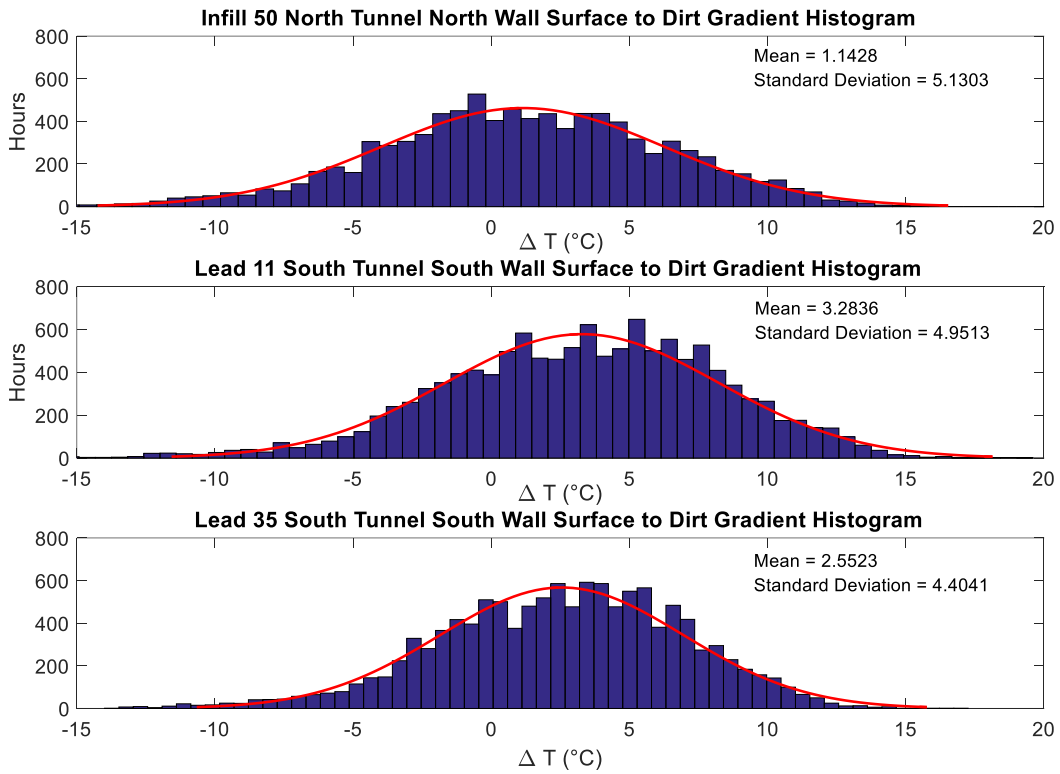 Infill 50 North Tunnel North Wall Surface to Dirt Gradient Histogram
800
600
400
200
0
Hours
Mean = 1.1428
Standard Deviation = 5.1303
-15 -10 -5 0 5 10 15 20
Δ T (°C)
Lead 11 South Tunnel South Wall Surface to Dirt Gradient Histogram
800
600
400
200
0
Hours
Mean = 3.2836
Standard Deviation = 4.9513
-15 -10 -5 0 5 10 15 20
Δ T (°C)
Lead 35 South Tunnel South Wall Surface to Dirt Gradient Histogram
800
600
400
200
0
Mean = 2.5523
Standard Deviation = 4.4041
-15 -10 -5 0 5 10 15 20
Δ T (°C)